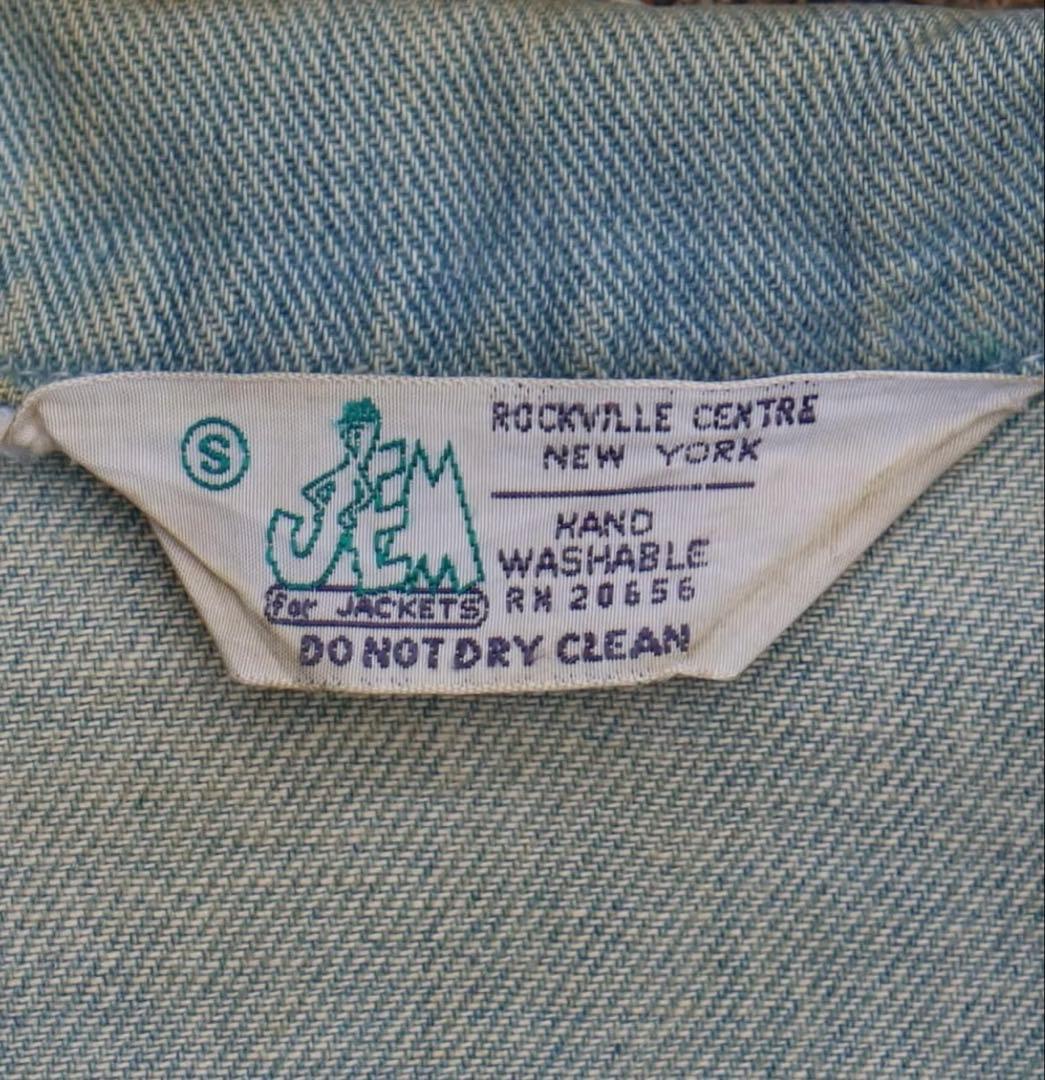 S
JEM
for JACKETS
ROCKVILLE CENTRE
NEW YORK
HAND
WASHABLE
RN 20656
DO NOT DRY CLEAN